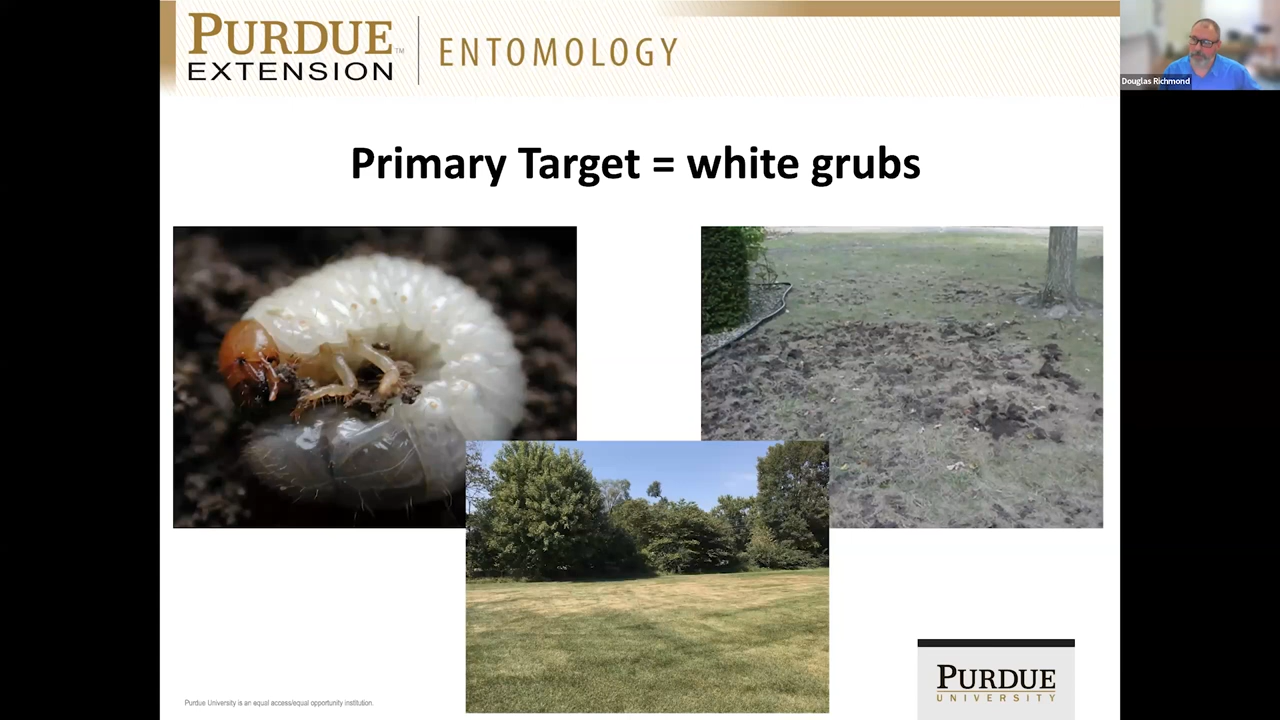 PURDUE™
EXTENSION
ENTOMOLOGY
Douglas Richmond
Primary Target = white grubs
Purdue University is an equal access/equal opportunity institution.
PURDUE
UNIVERSITY